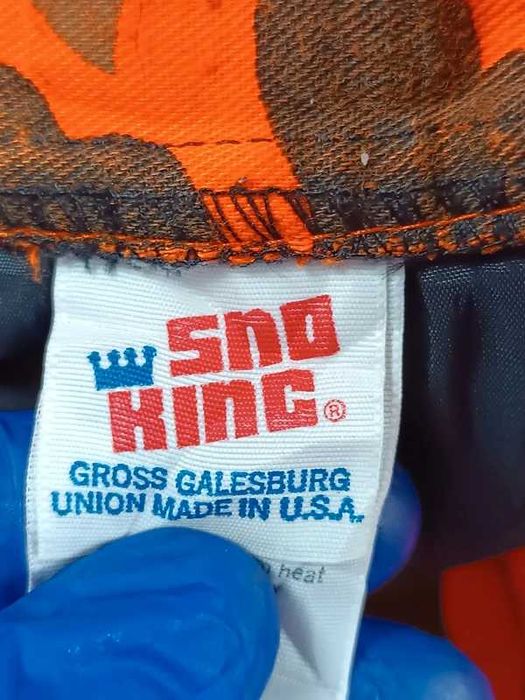 SNO
KING®
GROSS GALESBURG
UNION MADE IN U.S.A.
heat